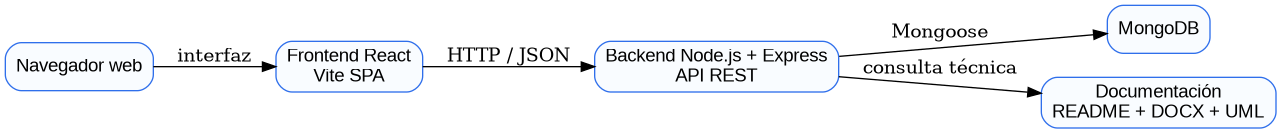 Navegador web
interfaz
Frontend React
Vite SPA
HTTP / JSON
Backend Node.js + Express
API REST
Mongoose
MongoDB
consulta técnica
Documentación
README + DOCX + UML